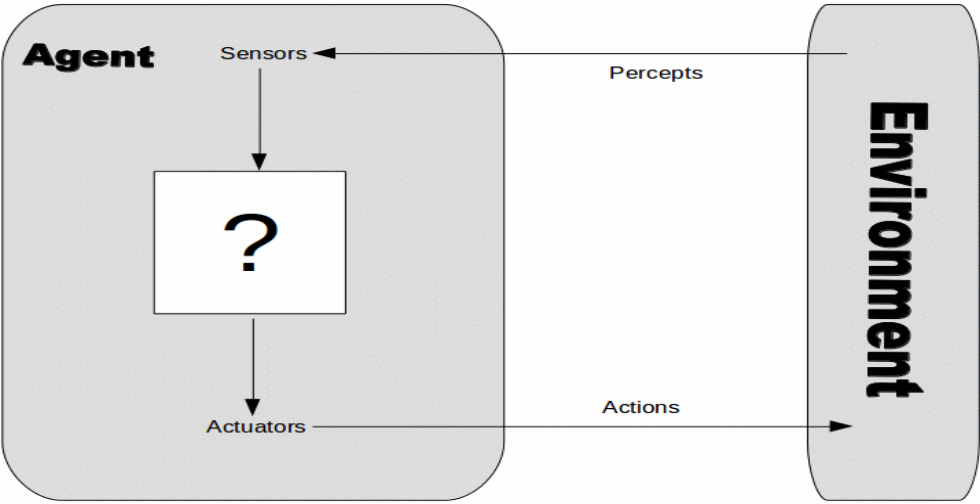 Agent
Sensors
Percepts
?
Environment
Actions
Actuators